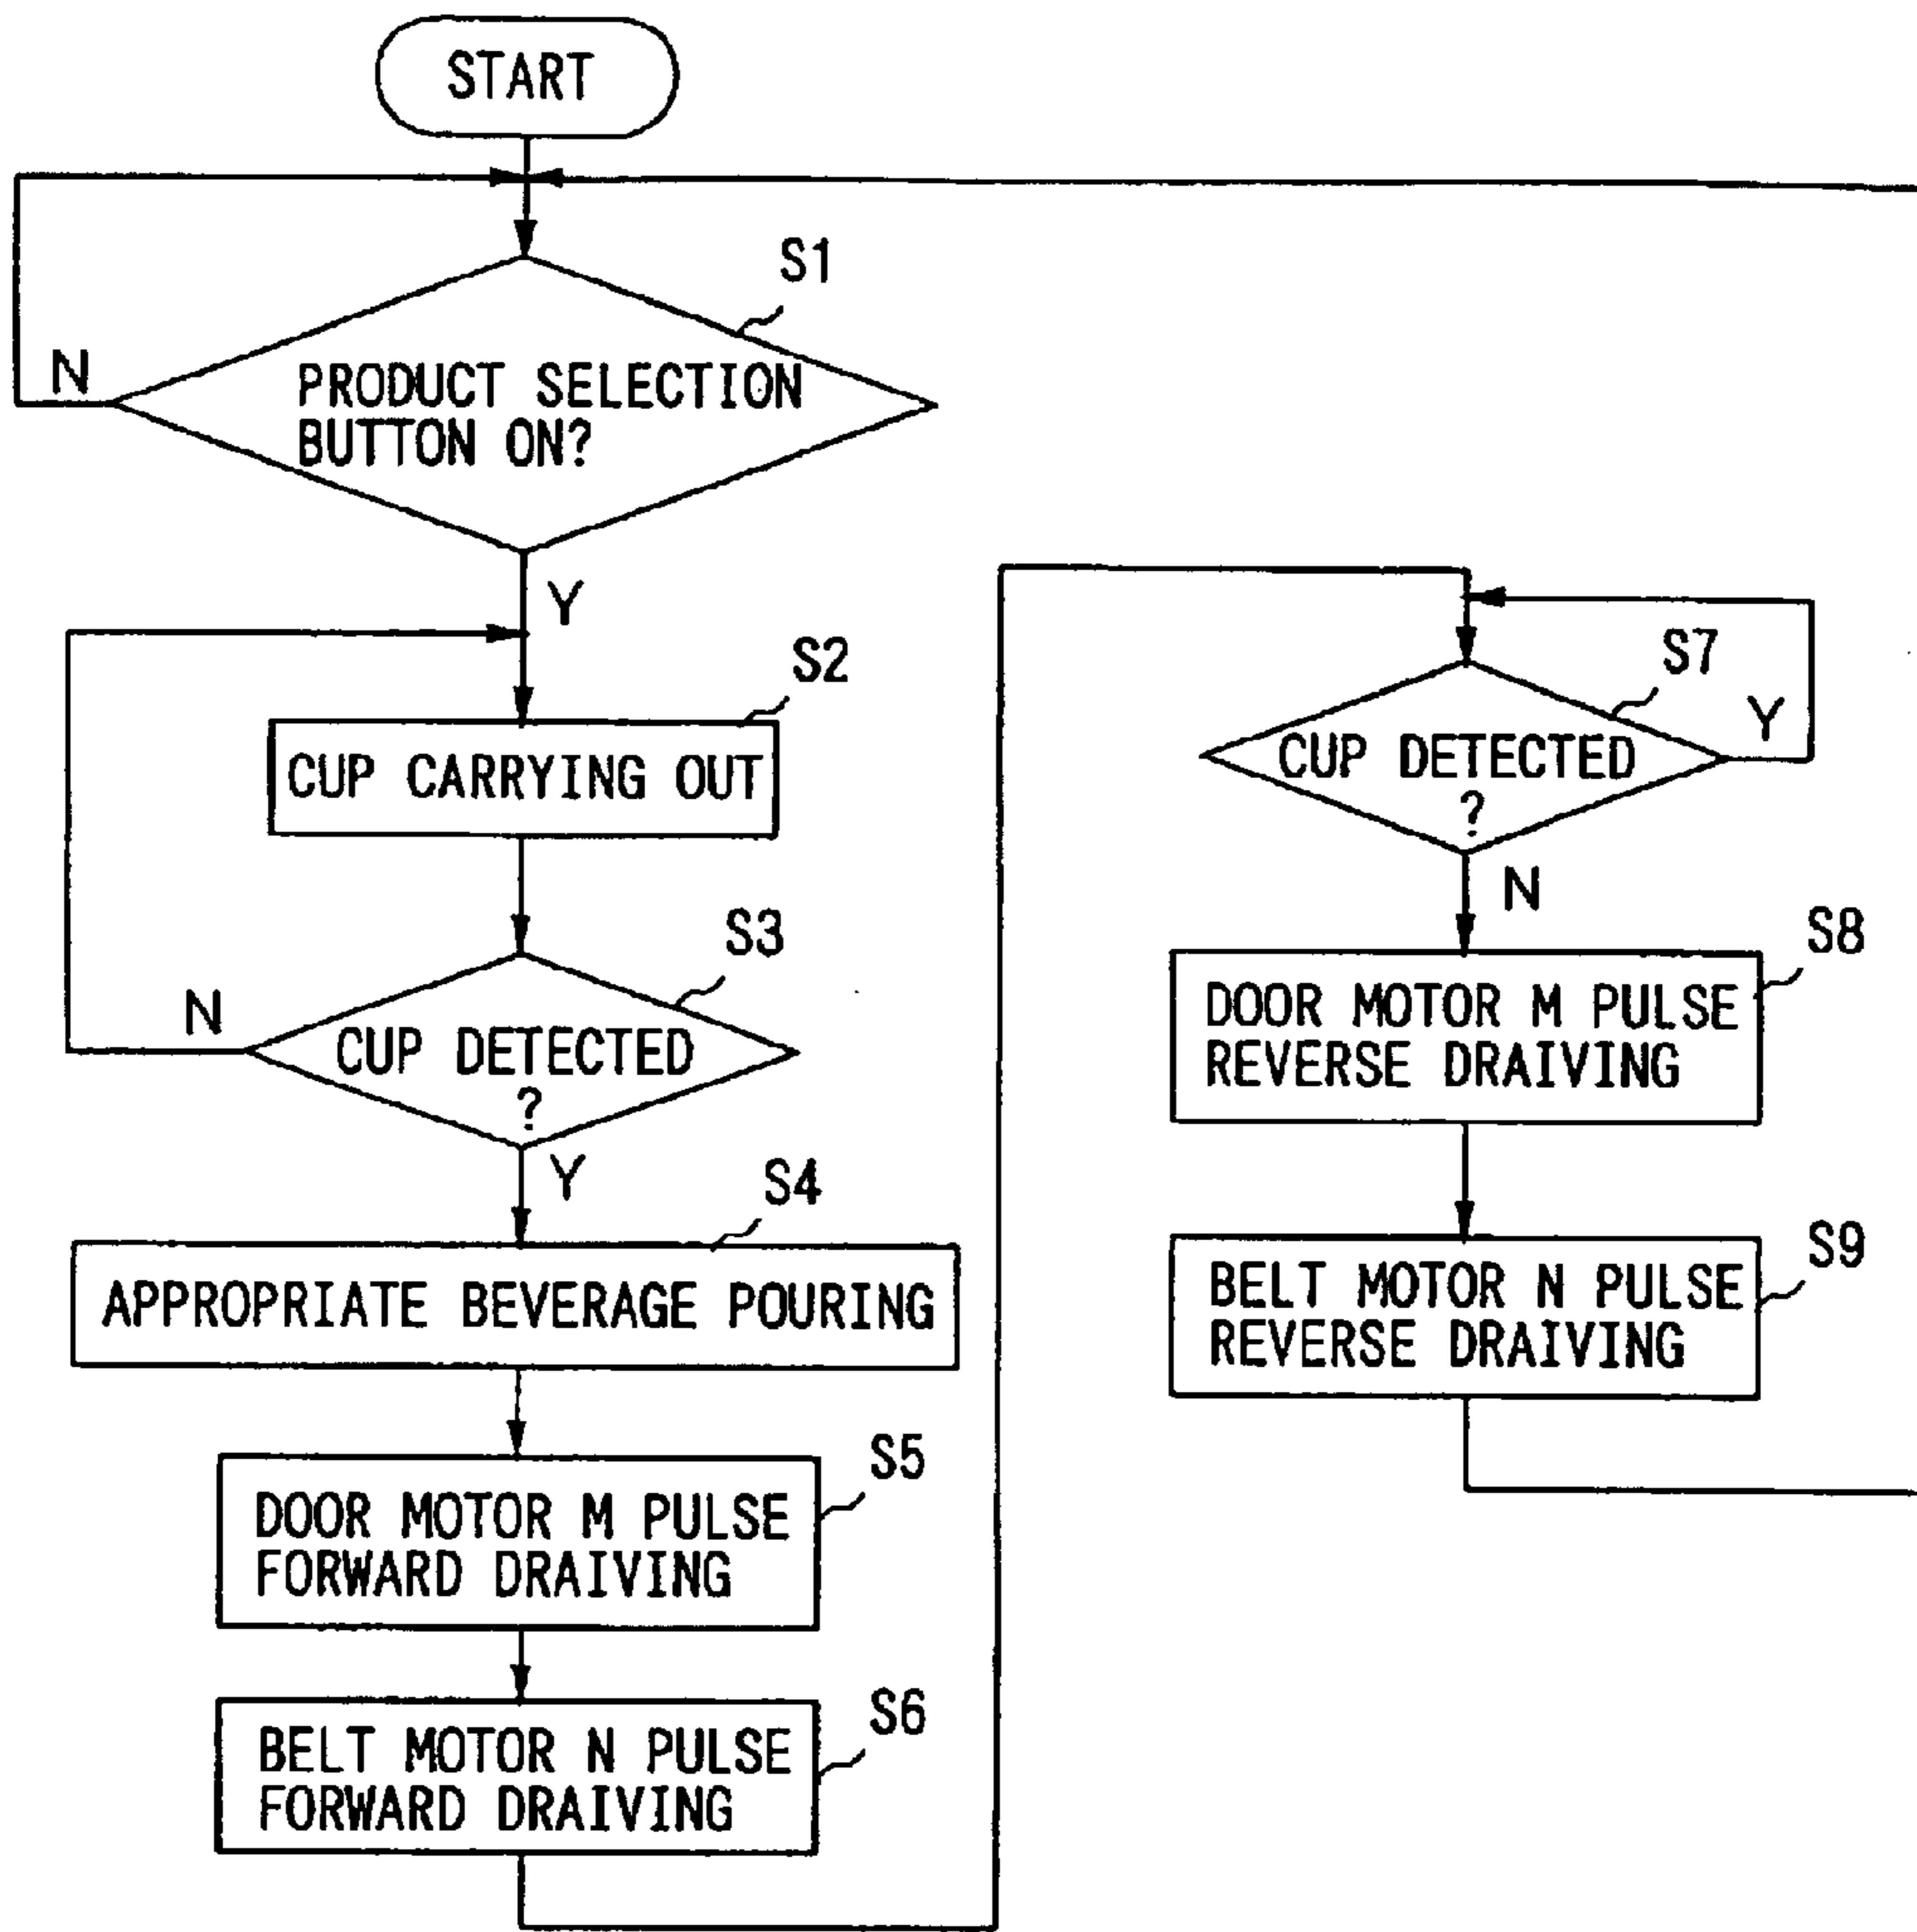 START
S1
N
PRODUCT SELECTION
BUTTON ON?
Y
S2
CUP CARRYING OUT
S3
N
CUP DETECTED
?
Y
S4
APPROPRIATE BEVERAGE POURING
S5
DOOR MOTOR M PULSE
FORWARD DRAIVING
S6
BELT MOTOR N PULSE
FORWARD DRAIVING
S7
Y
CUP DETECTED
?
N
S8
DOOR MOTOR M PULSE
REVERSE DRAIVING
S9
BELT MOTOR N PULSE
REVERSE DRAIVING